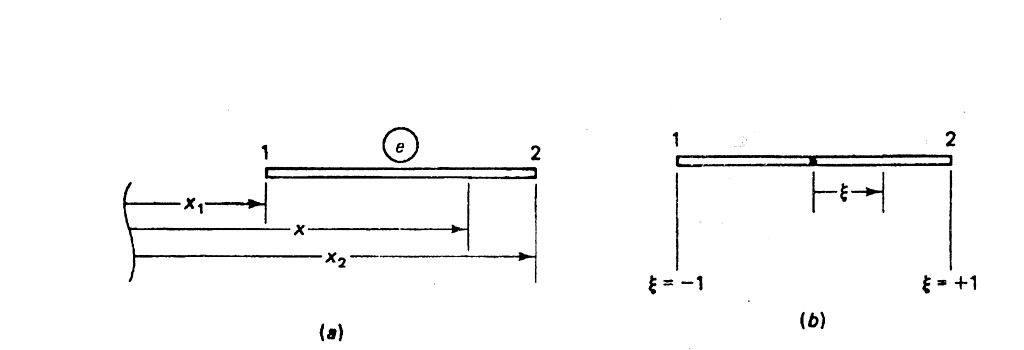 1 e 2
x₁
x
x₂
(a)
1 2
ξ
ξ = −1 ξ = +1
(b)